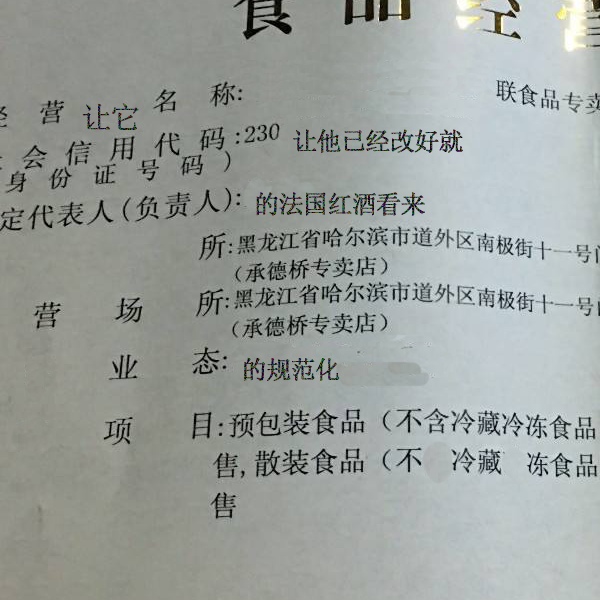 食品经营
经营让它名称: 联食品专卖
会信用代码:230 让他已经改好就
身份证号码)
定代表人(负责人): 的法国红酒看来
所:黑龙江省哈尔滨市道外区南极街十一号
(承德桥专卖店)
营场所:黑龙江省哈尔滨市道外区南极街十一号
(承德桥专卖店)
业态: 的规范化
项目:预包装食品(不含冷藏冷冻食品
售,散装食品(不 冷藏 冻食品
售